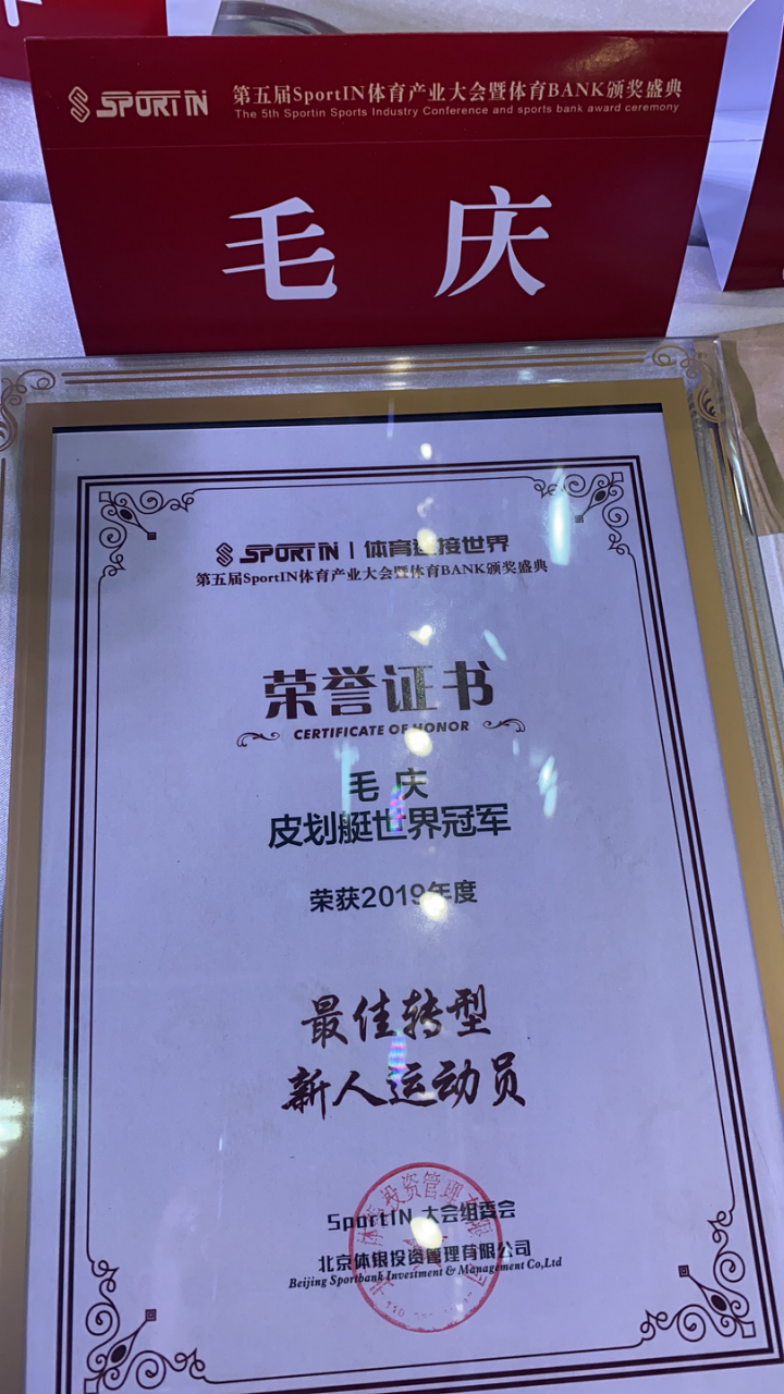 SPORT IN 第五届SportIN体育产业大会暨体育BANK颁奖盛典
The 5th Sportin Sports Industry Conference and sports bank award ceremony
毛 庆
SPORT IN | 体育连接世界
第五届SportIN体育产业大会暨体育BANK颁奖盛典
荣誉证书
CERTIFICATE OF HONOR
毛 庆
皮划艇世界冠军
荣获2019年度
最佳转型
新人运动员
SportIN 大会组委会
北京体银投资管理有限公司
Beijing Sportbank Investment & Management Co,Ltd